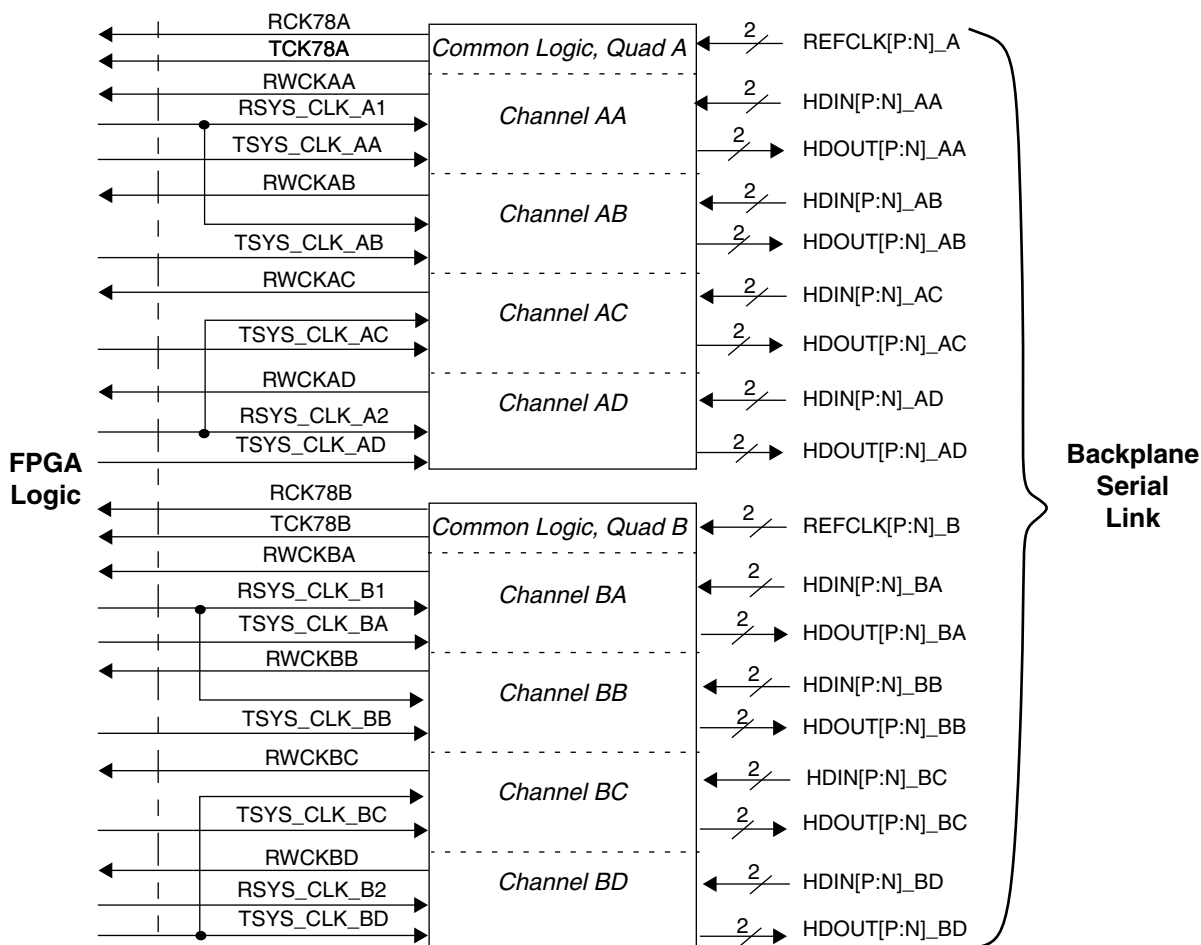 RCK78A
TCK78A
RWCKAA
RSYS_CLK_A1
TSYS_CLK_AA
RWCKAB
TSYS_CLK_AB
RWCKAC
TSYS_CLK_AC
RWCKAD
RSYS_CLK_A2
TSYS_CLK_AD
Common Logic, Quad A
Channel AA
Channel AB
Channel AC
Channel AD
2 REFCLK[P:N]_A
2 HDIN[P:N]_AA
2 HDOUT[P:N]_AA
2 HDIN[P:N]_AB
2 HDOUT[P:N]_AB
2 HDIN[P:N]_AC
2 HDOUT[P:N]_AC
2 HDIN[P:N]_AD
2 HDOUT[P:N]_AD
FPGA
Logic
Backplane
Serial
Link
RCK78B
TCK78B
RWCKBA
RSYS_CLK_B1
TSYS_CLK_BA
RWCKBB
TSYS_CLK_BB
RWCKBC
TSYS_CLK_BC
RWCKBD
RSYS_CLK_B2
TSYS_CLK_BD
Common Logic, Quad B
Channel BA
Channel BB
Channel BC
Channel BD
2 REFCLK[P:N]_B
2 HDIN[P:N]_BA
2 HDOUT[P:N]_BA
2 HDIN[P:N]_BB
2 HDOUT[P:N]_BB
2 HDIN[P:N]_BC
2 HDOUT[P:N]_BC
2 HDIN[P:N]_BD
2 HDOUT[P:N]_BD